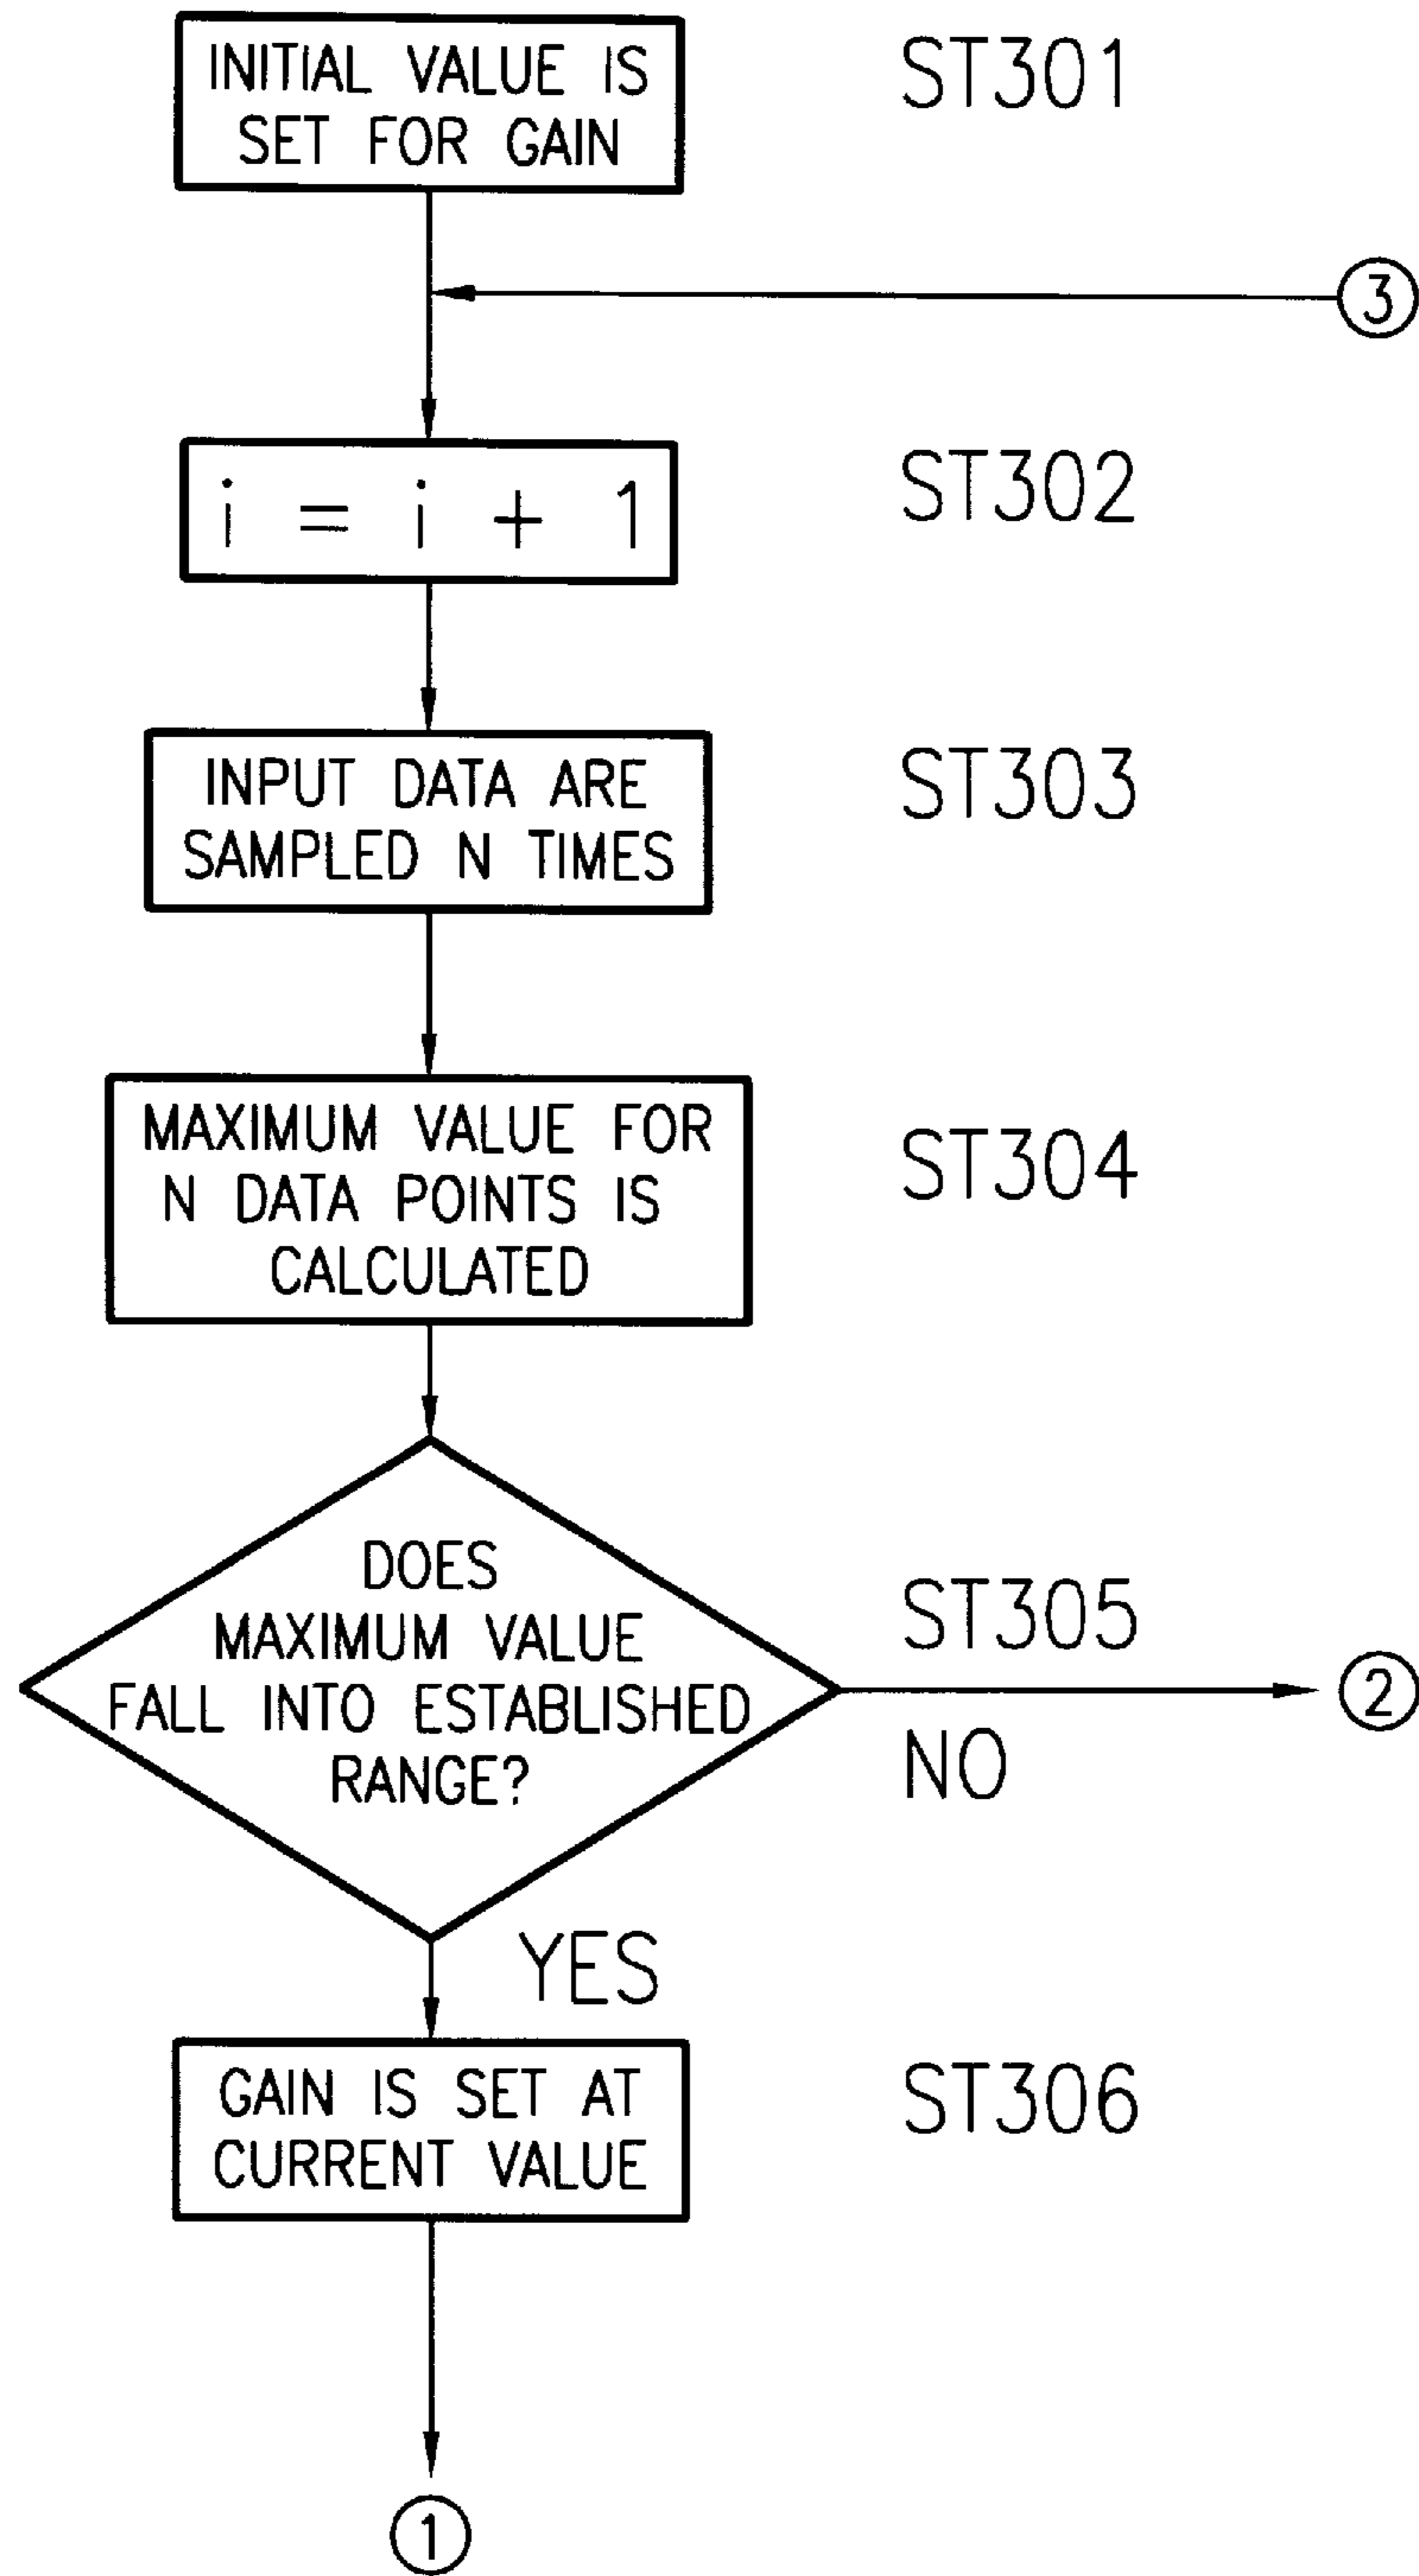 INITIAL VALUE IS
SET FOR GAIN
ST301
3
i = i + 1
ST302
INPUT DATA ARE
SAMPLED N TIMES
ST303
MAXIMUM VALUE FOR
N DATA POINTS IS
CALCULATED
ST304
DOES
MAXIMUM VALUE
FALL INTO ESTABLISHED
RANGE?
ST305
2
NO
YES
GAIN IS SET AT
CURRENT VALUE
ST306
1